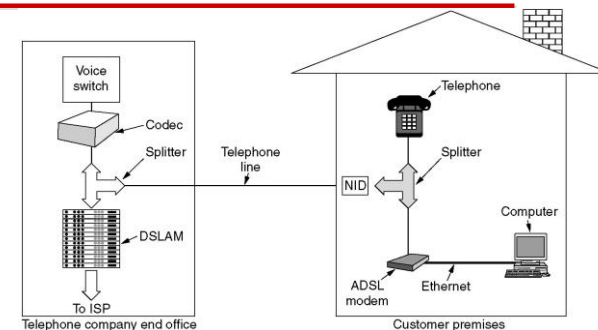 Voice
switch
Codec
Splitter
Telephone
line
DSLAM
To ISP
Telephone company end office
Telephone
NID
Splitter
Computer
ADSL
modem
Ethernet
Customer premises